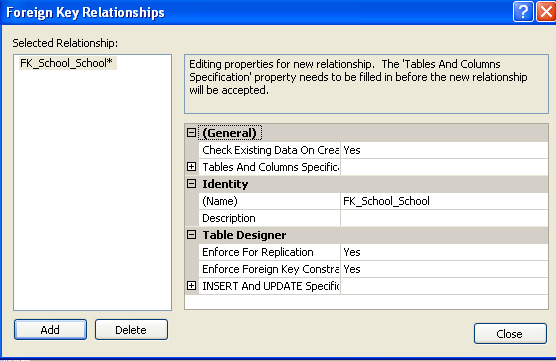 Foreign Key Relationships
Selected Relationship:
FK_School_School*
Editing properties for new relationship. The 'Tables And Columns
Specification' property needs to be filled in before the new relationship
will be accepted.
(General)
Check Existing Data On Crea Yes
Tables And Columns Specific
Identity
(Name) FK_School_School
Description
Table Designer
Enforce For Replication Yes
Enforce Foreign Key Constra Yes
INSERT And UPDATE Specific
Add Delete
Close